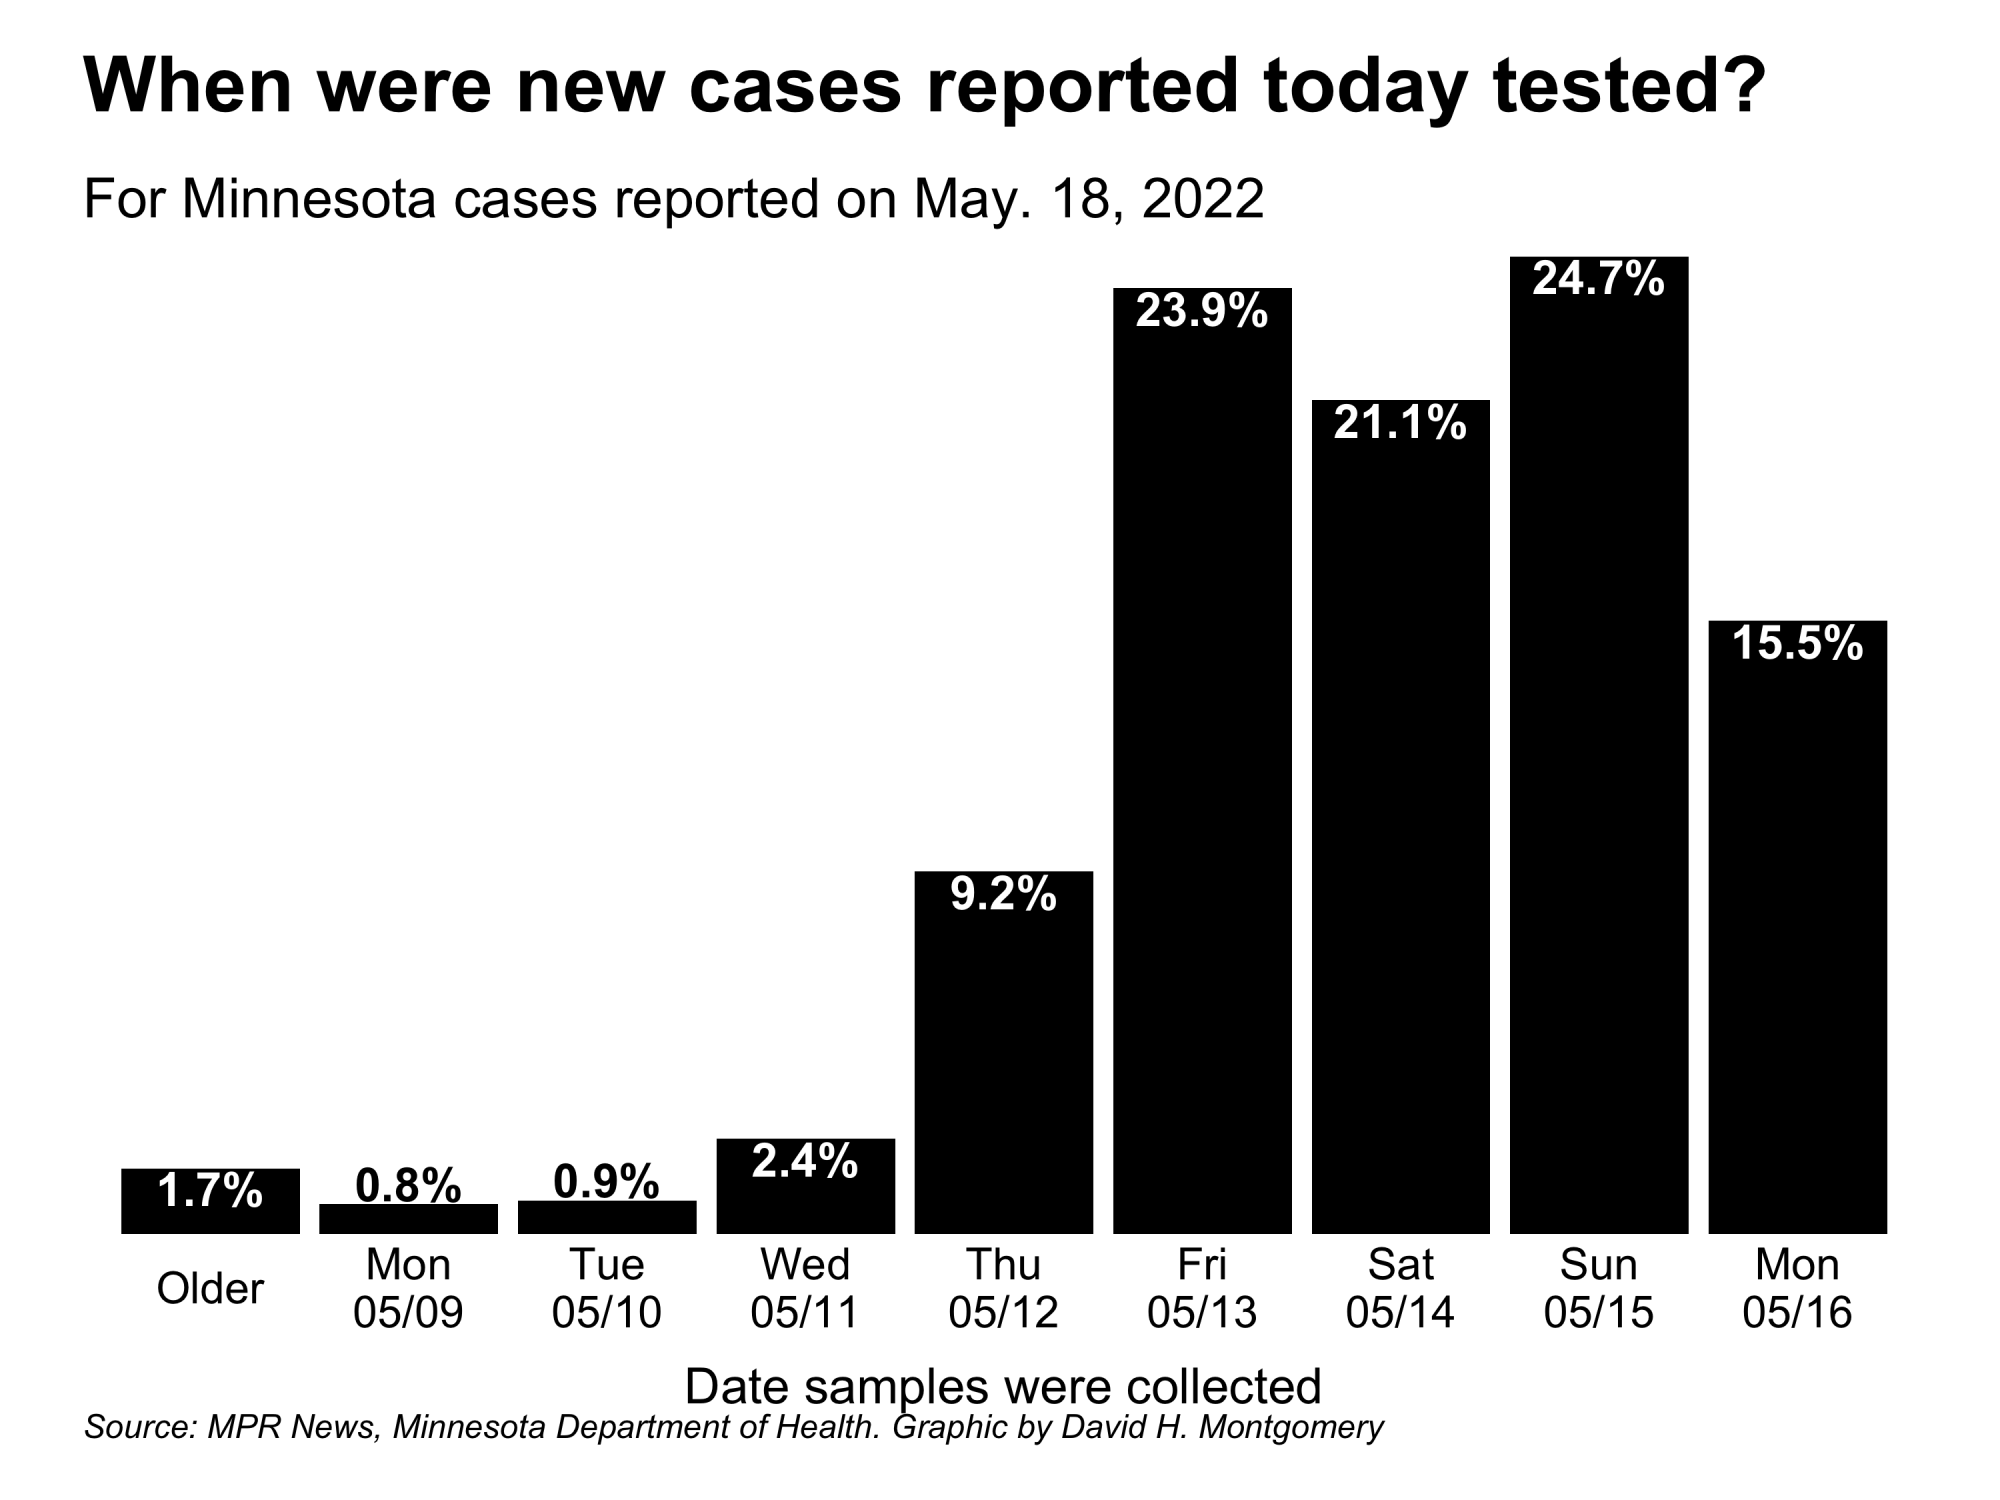 When were new cases reported today tested?
For Minnesota cases reported on May. 18, 2022
24.7%
23.9%
21.1%
15.5%
9.2%
2.4%
1.7%
0.8%
0.9%
Older
Mon
05/09
Tue
05/10
Wed
05/11
Thu
05/12
Fri
05/13
Sat
05/14
Sun
05/15
Mon
05/16
Date samples were collected
Source: MPR News, Minnesota Department of Health. Graphic by David H. Montgomery